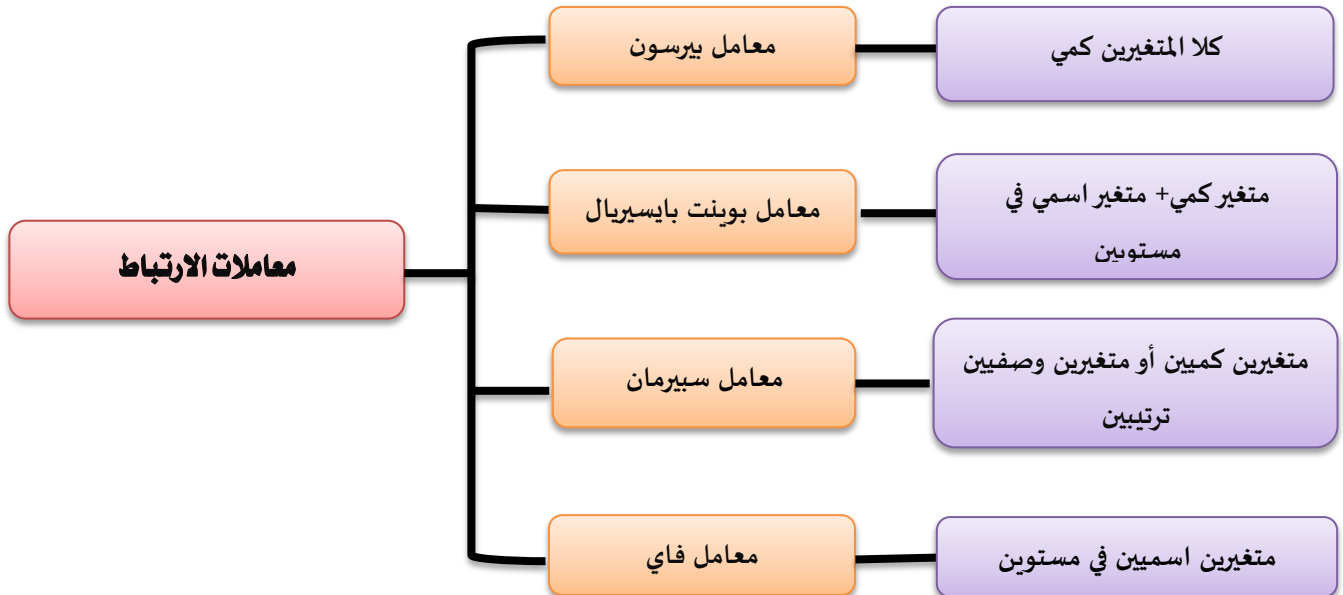 معاملات الارتباط
معامل بيرسون
كلا المتغيرين كمي
معامل بوينت بايسيريال
متغير كمي+ متغير اسمي في
مستويين
معامل سبيرمان
متغيرين كميين أو متغيرين وصفيين
ترتيبين
معامل فاي
متغيرين اسميين في مستوين